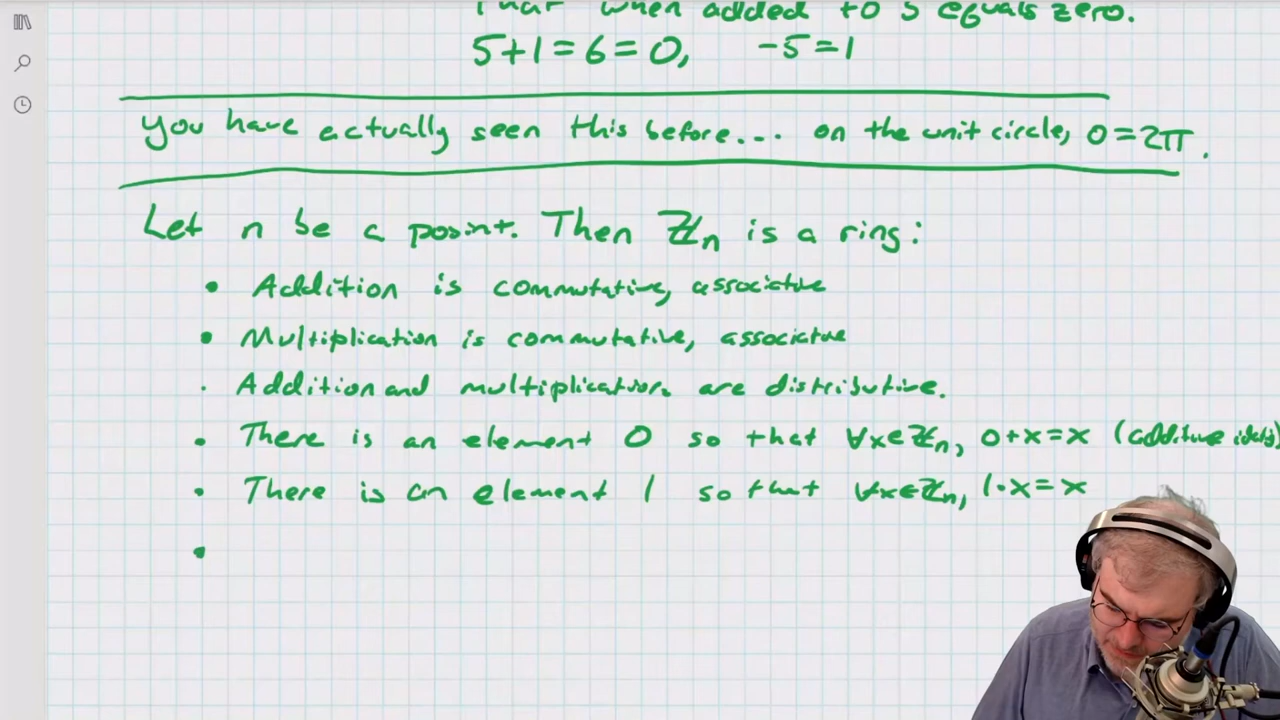 That when added to 5 equals zero.
5+1=6=0, -5=1
You have actually seen this before... on the unit circle, 0=2π.
Let n be a posint. Then ℤn is a ring:
• Addition is commutative, associative
• Multiplication is commutative, associative
• Addition and multiplication are distributive.
• There is an element 0 so that ∀x∈ℤn, 0+x=x (additive
• There is an element 1 so that ∀x∈ℤn, 1·x=x
•